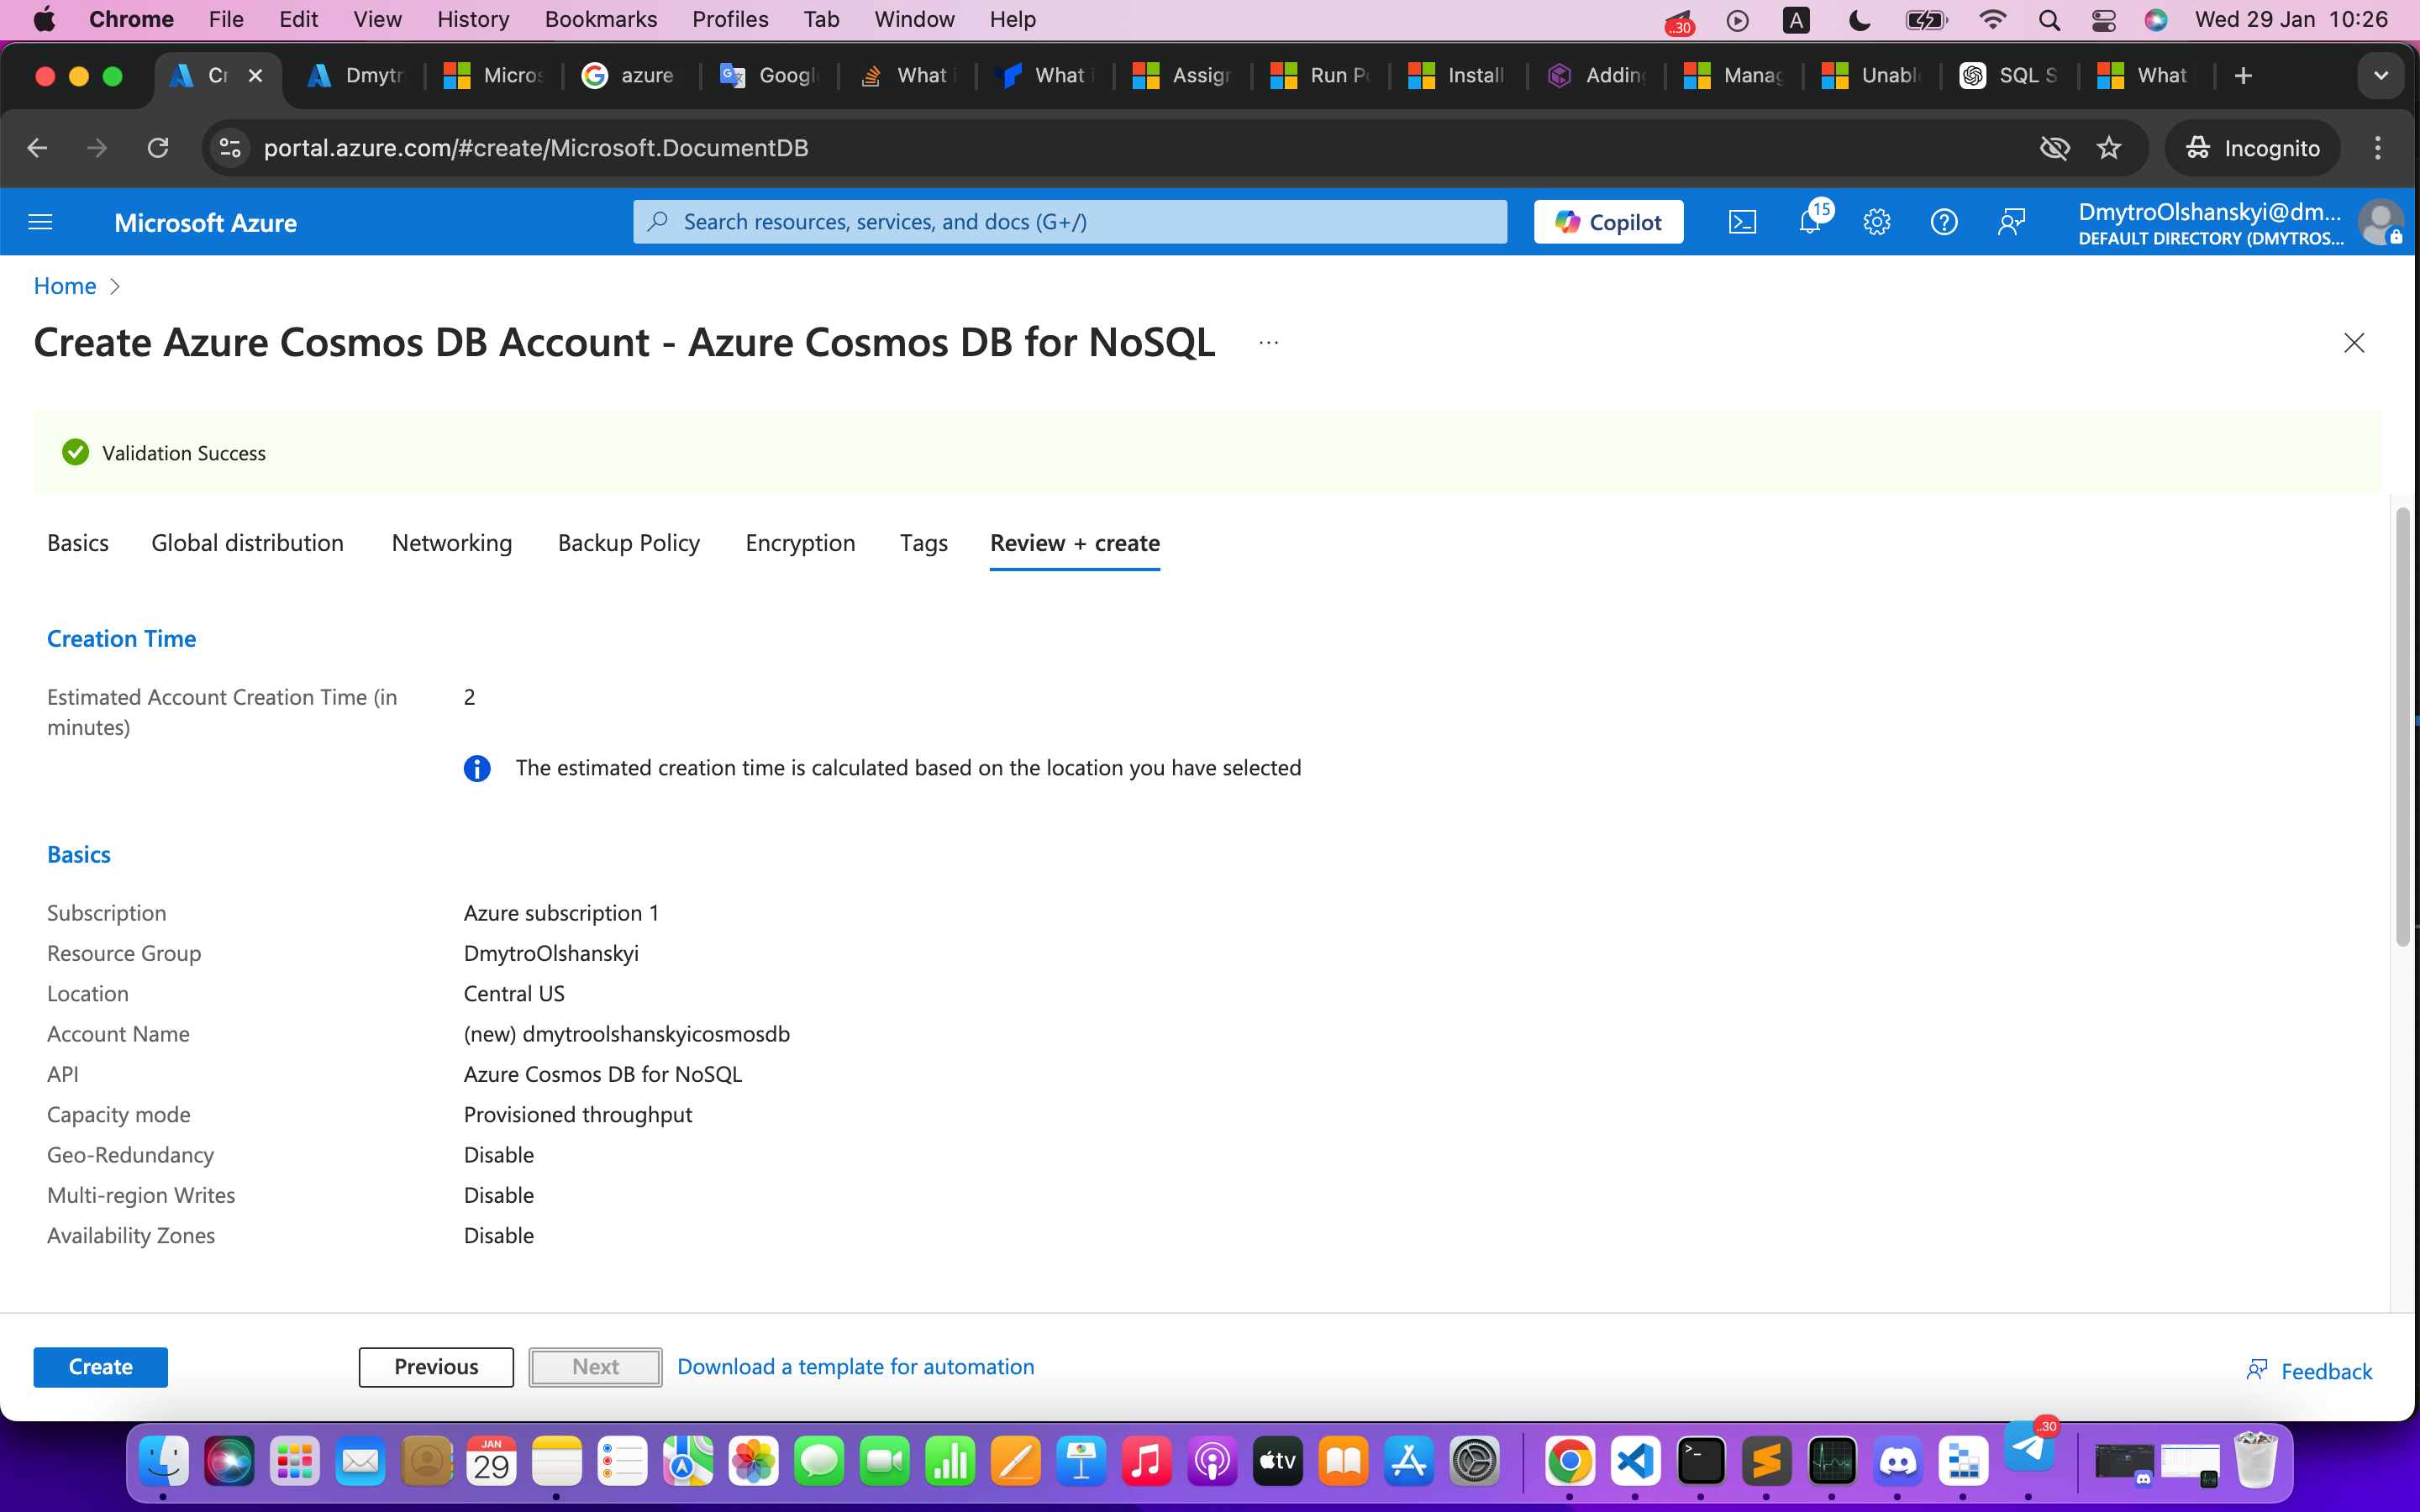 Chrome File Edit View History Bookmarks Profiles Tab Window Help ..30 A Wed 29 Jan 10:26
Cr Dmytr Micros azure Googl What i What i Assign Run Po Install Adding Manag Unable SQL S What
portal.azure.com/#create/Microsoft.DocumentDB Incognito
Microsoft Azure Search resources, services, and docs (G+/) Copilot 15 DmytroOlshanskyi@dm...
DEFAULT DIRECTORY (DMYTROS...
Home
Create Azure Cosmos DB Account - Azure Cosmos DB for NoSQL ...
Validation Success
Basics Global distribution Networking Backup Policy Encryption Tags Review + create
Creation Time
Estimated Account Creation Time (in minutes) 2
The estimated creation time is calculated based on the location you have selected
Basics
Subscription Azure subscription 1
Resource Group DmytroOlshanskyi
Location Central US
Account Name (new) dmytroolshanskyicosmosdb
API Azure Cosmos DB for NoSQL
Capacity mode Provisioned throughput
Geo-Redundancy Disable
Multi-region Writes Disable
Availability Zones Disable
Create Previous Next Download a template for automation Feedback
JAN
29
tv
..30